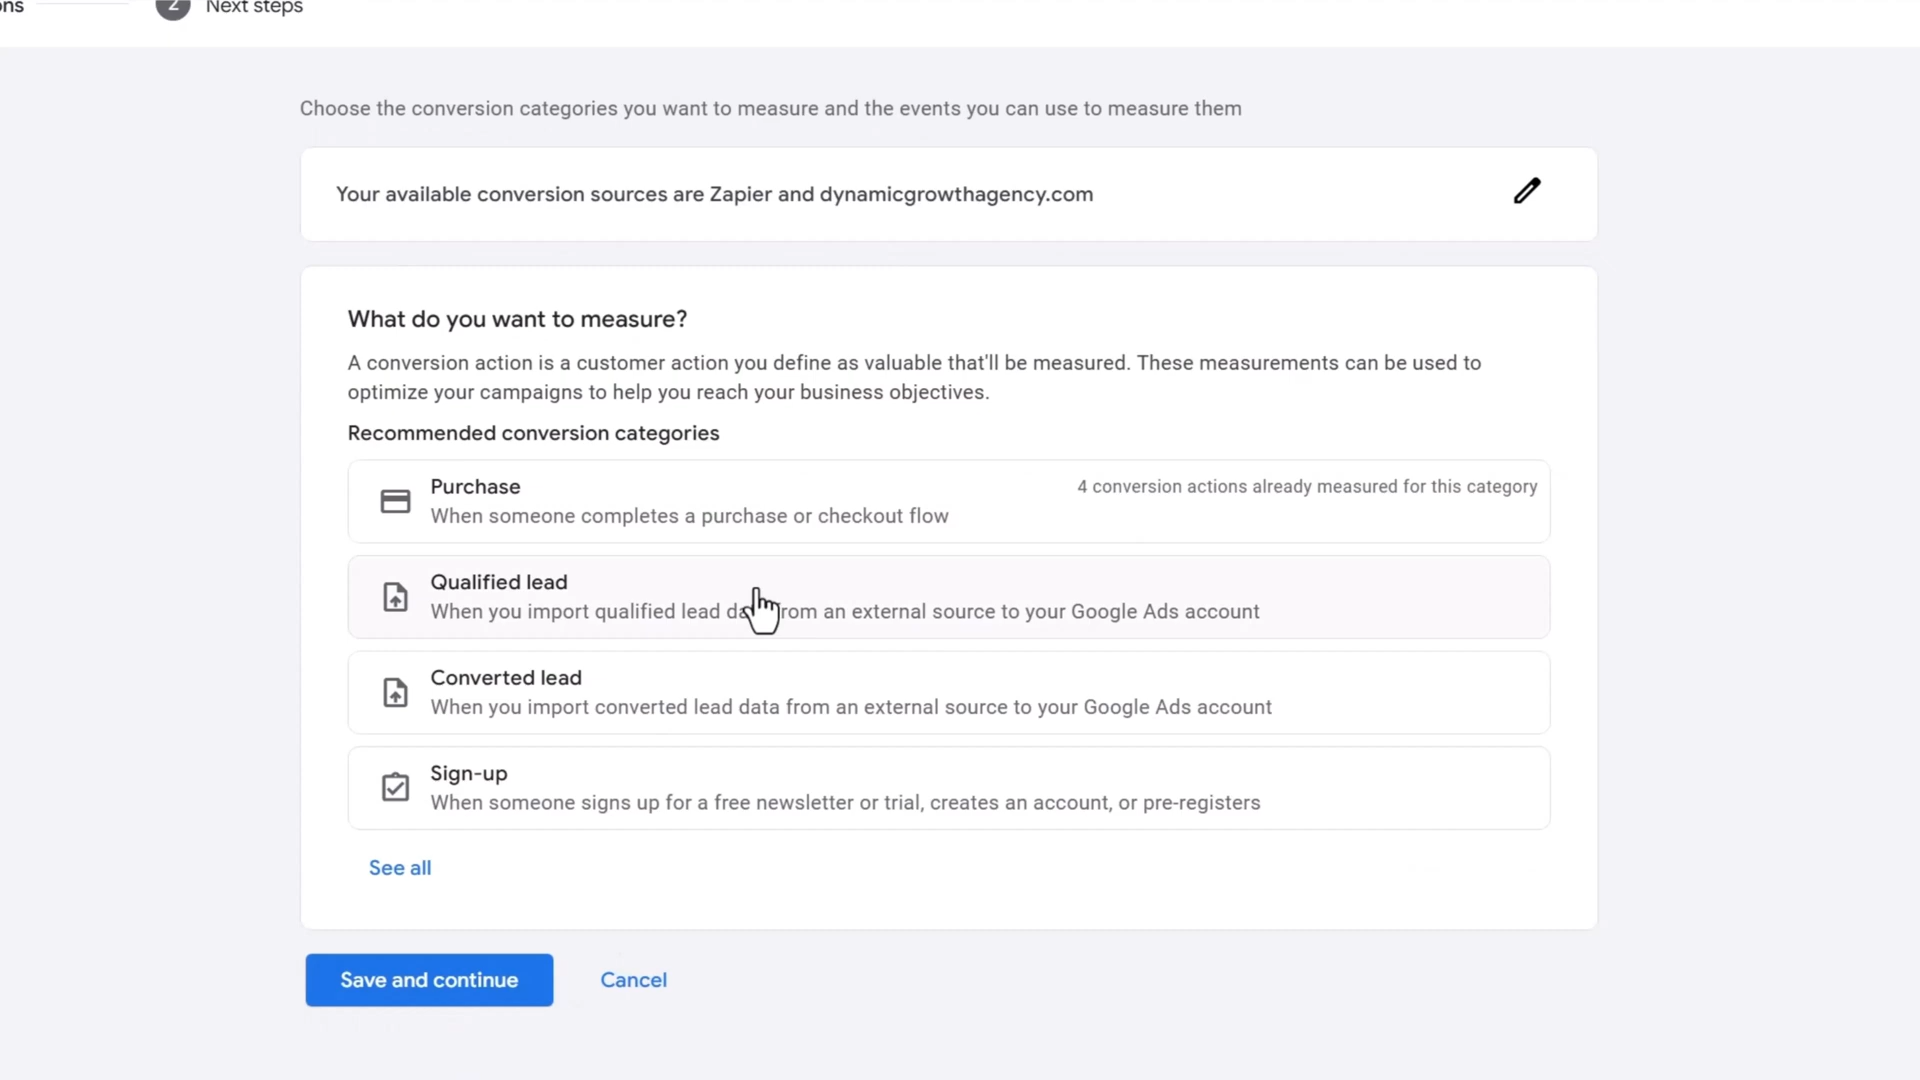 ns
2 Next steps
Choose the conversion categories you want to measure and the events you can use to measure them
Your available conversion sources are Zapier and dynamicgrowthagency.com
What do you want to measure?
A conversion action is a customer action you define as valuable that'll be measured. These measurements can be used to
optimize your campaigns to help you reach your business objectives.
Recommended conversion categories
Purchase
4 conversion actions already measured for this category
When someone completes a purchase or checkout flow
Qualified lead
When you import qualified lead da from an external source to your Google Ads account
Converted lead
When you import converted lead data from an external source to your Google Ads account
Sign-up
When someone signs up for a free newsletter or trial, creates an account, or pre-registers
See all
Save and continue
Cancel